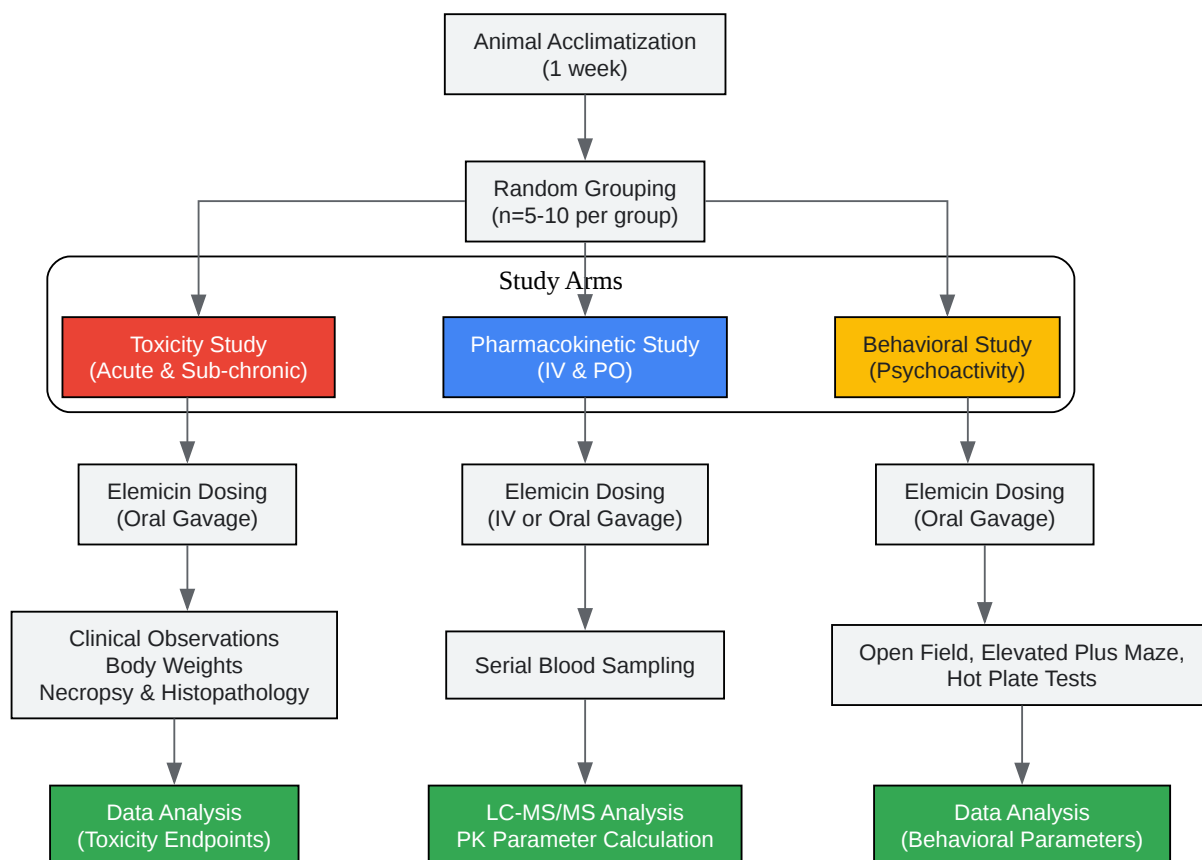 Animal Acclimatization
(1 week)
Random Grouping
(n=5-10 per group)
Study Arms
Toxicity Study
(Acute & Sub-chronic)
Pharmacokinetic Study
(IV & PO)
Behavioral Study
(Psychoactivity)
Elemicin Dosing
(Oral Gavage)
Elemicin Dosing
(IV or Oral Gavage)
Elemicin Dosing
(Oral Gavage)
Clinical Observations
Body Weights
Necropsy & Histopathology
Serial Blood Sampling
Open Field, Elevated Plus Maze,
Hot Plate Tests
Data Analysis
(Toxicity Endpoints)
LC-MS/MS Analysis
PK Parameter Calculation
Data Analysis
(Behavioral Parameters)